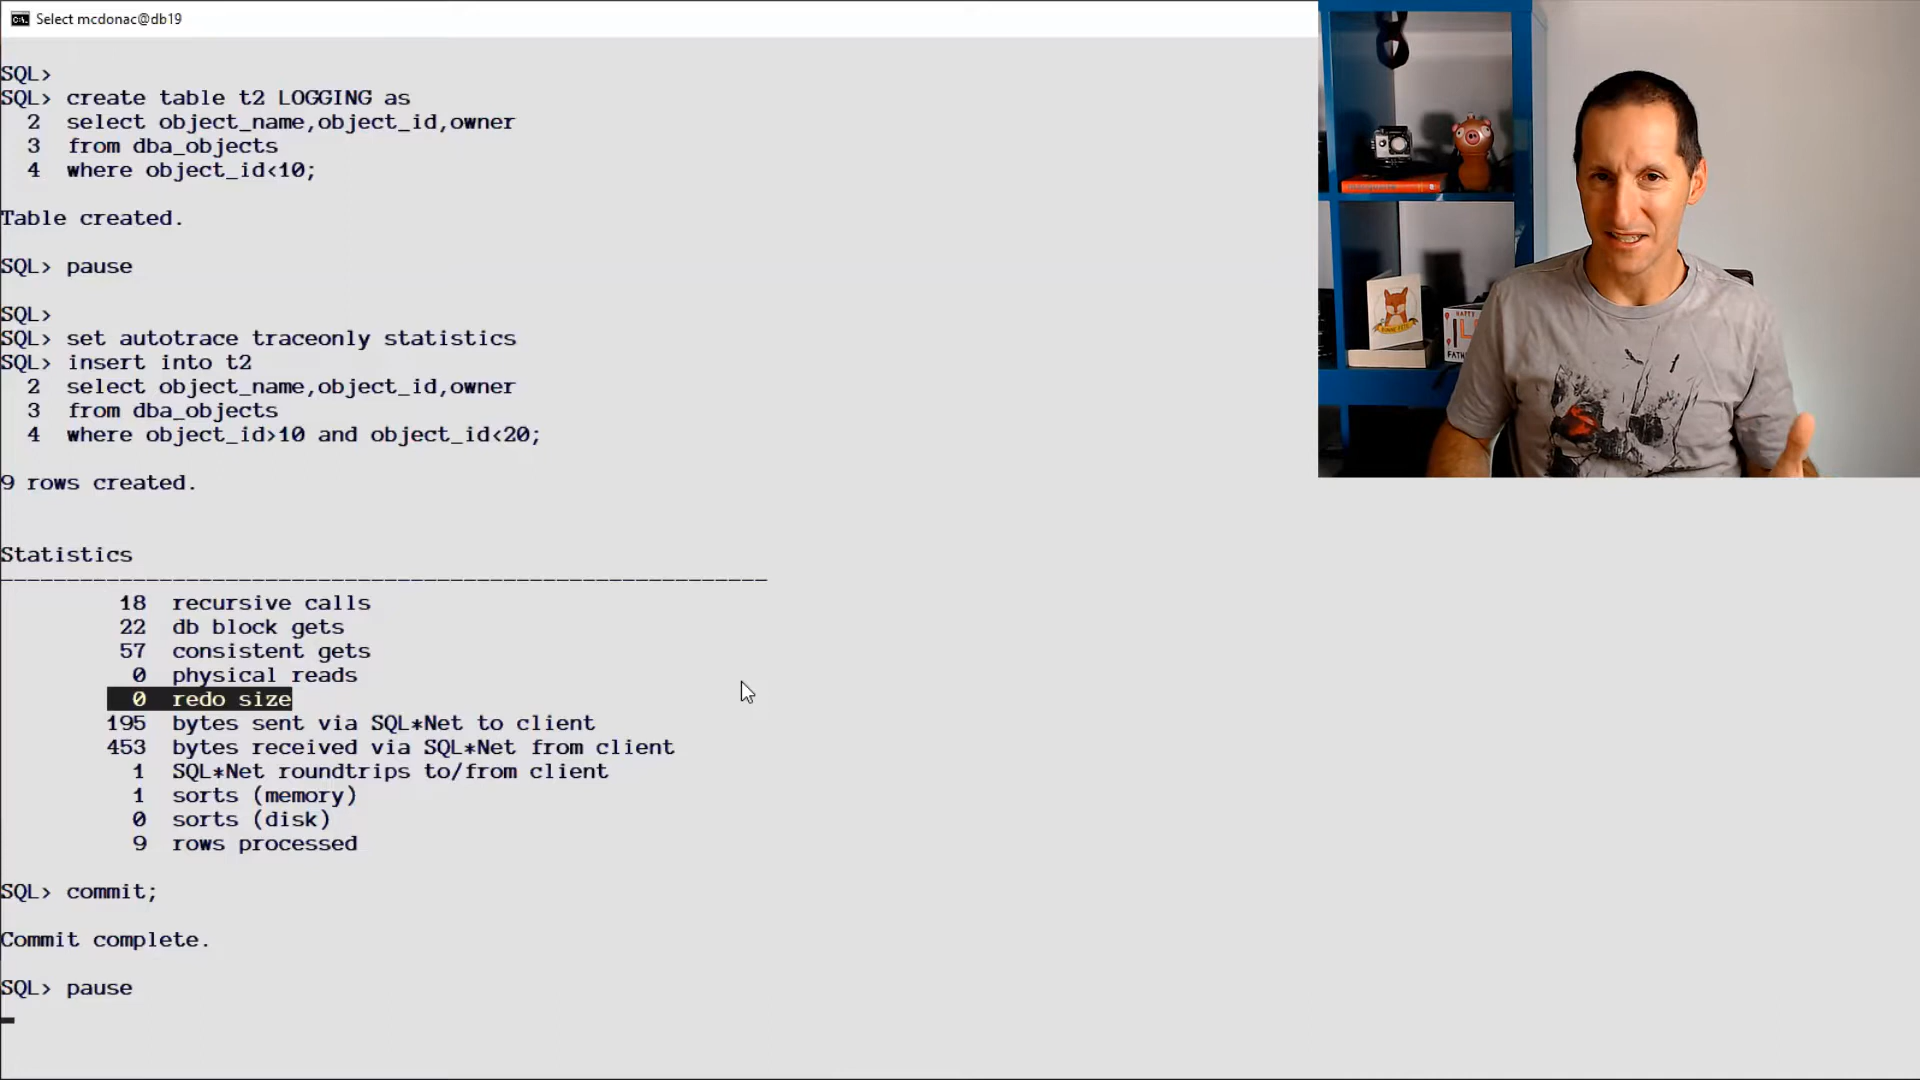 Select mcdonac@db19
SQL>
SQL> create table t2 LOGGING as
2 select object_name,object_id,owner
3 from dba_objects
4 where object_id<10;
Table created.
SQL> pause
SQL>
SQL> set autotrace traceonly statistics
SQL> insert into t2
2 select object_name,object_id,owner
3 from dba_objects
4 where object_id>10 and object_id<20;
9 rows created.
Statistics
----------------------------------------------------------
18 recursive calls
22 db block gets
57 consistent gets
0 physical reads
0 redo size
195 bytes sent via SQL*Net to client
453 bytes received via SQL*Net from client
1 SQL*Net roundtrips to/from client
1 sorts (memory)
0 sorts (disk)
9 rows processed
SQL> commit;
Commit complete.
SQL> pause